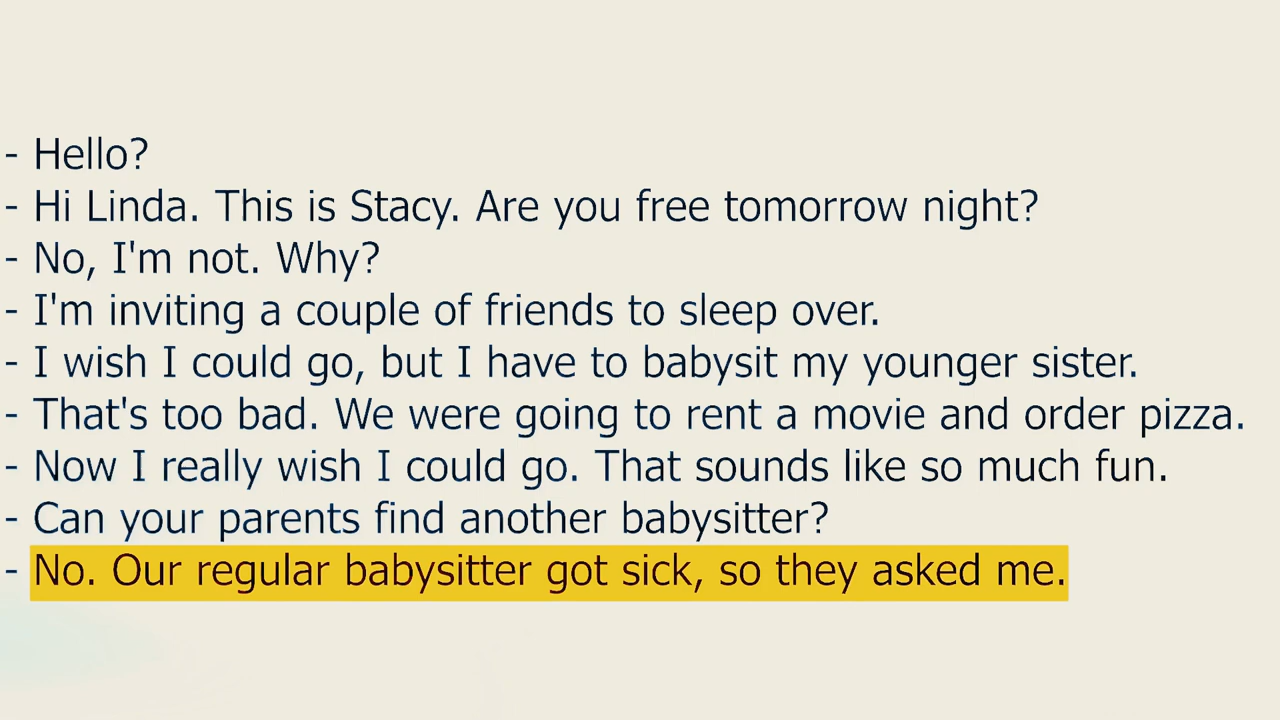 - Hello?
- Hi Linda. This is Stacy. Are you free tomorrow night?
- No, I'm not. Why?
- I'm inviting a couple of friends to sleep over.
- I wish I could go, but I have to babysit my younger sister.
- That's too bad. We were going to rent a movie and order pizza.
- Now I really wish I could go. That sounds like so much fun.
- Can your parents find another babysitter?
- No. Our regular babysitter got sick, so they asked me.